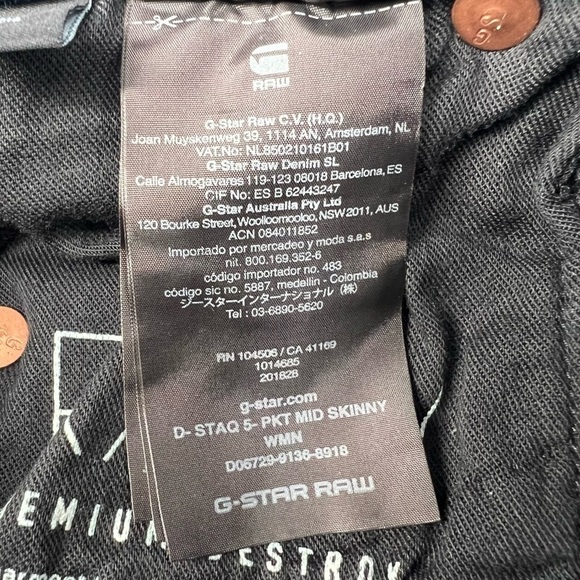 RAW
G-Star Raw C.V. (H.Q.)
Joan Muyskenweg 39, 1114 AN, Amsterdam, NL
VAT.No: NL850210161B01
G-Star Raw Denim SL
Calle Almogavares 119-123 08018 Barcelona, ES
CIF No: ES B 62443247
G-Star Australia Pty Ltd
120 Bourke Street, Woolloomooloo, NSW 2011, AUS
ACN 084011852
Importado por mercadeo y moda s.a.s
nit. 800.169.352-6
código importador no. 483
código sic no. 5887, medellin - Colombia
ジースターインターナショナル (株)
Tel : 03-6890-5620
RN 104506 / CA 41169
1014685
201828
g-star.com
D- STAQ 5- PKT MID SKINNY
WMN
D06729-9136-8918
G-STAR RAW
EMIUM
DESTROY